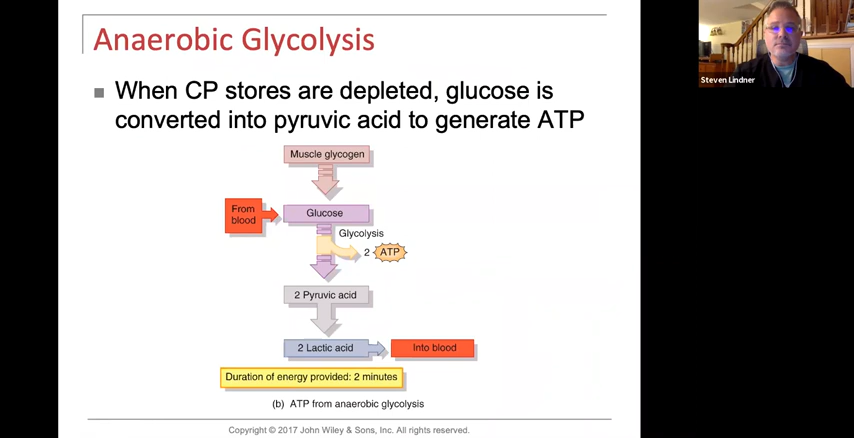 Anaerobic Glycolysis
When CP stores are depleted, glucose is
converted into pyruvic acid to generate ATP
Muscle glycogen
From
blood
Glucose
Glycolysis
2 ATP
2 Pyruvic acid
2 Lactic acid
Into blood
Duration of energy provided: 2 minutes
(b) ATP from anaerobic glycolysis
Copyright © 2017 John Wiley & Sons, Inc. All rights reserved.
Steven Lindner